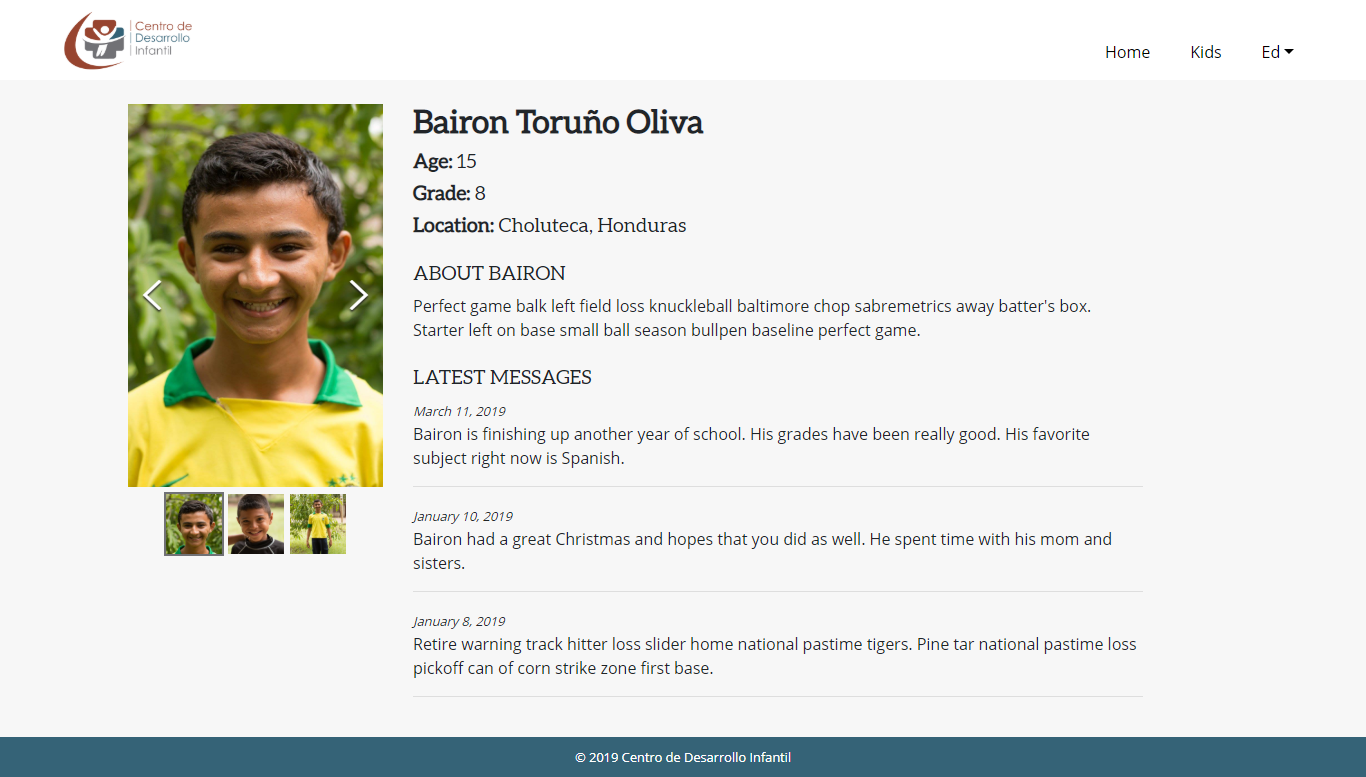 Centro de
Desarrollo
Infantil
Home Kids Ed
Bairon Toruño Oliva
Age: 15
Grade: 8
Location: Choluteca, Honduras
ABOUT BAIRON
Perfect game balk left field loss knuckleball baltimore chop sabremetrics away batter's box.
Starter left on base small ball season bullpen baseline perfect game.
LATEST MESSAGES
March 11, 2019
Bairon is finishing up another year of school. His grades have been really good. His favorite
subject right now is Spanish.
January 10, 2019
Bairon had a great Christmas and hopes that you did as well. He spent time with his mom and
sisters.
January 8, 2019
Retire warning track hitter loss slider home national pastime tigers. Pine tar national pastime loss
pickoff can of corn strike zone first base.
© 2019 Centro de Desarrollo Infantil